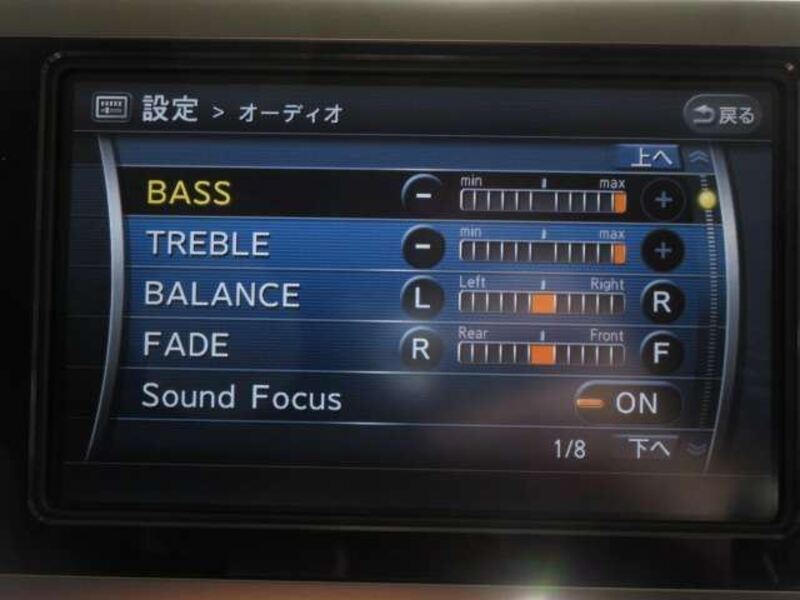 設定 > オーディオ 戻る
上へ
BASS - min max +
TREBLE - min max +
BALANCE L Left Right R
FADE R Rear Front F
Sound Focus ON
1/8 下へ